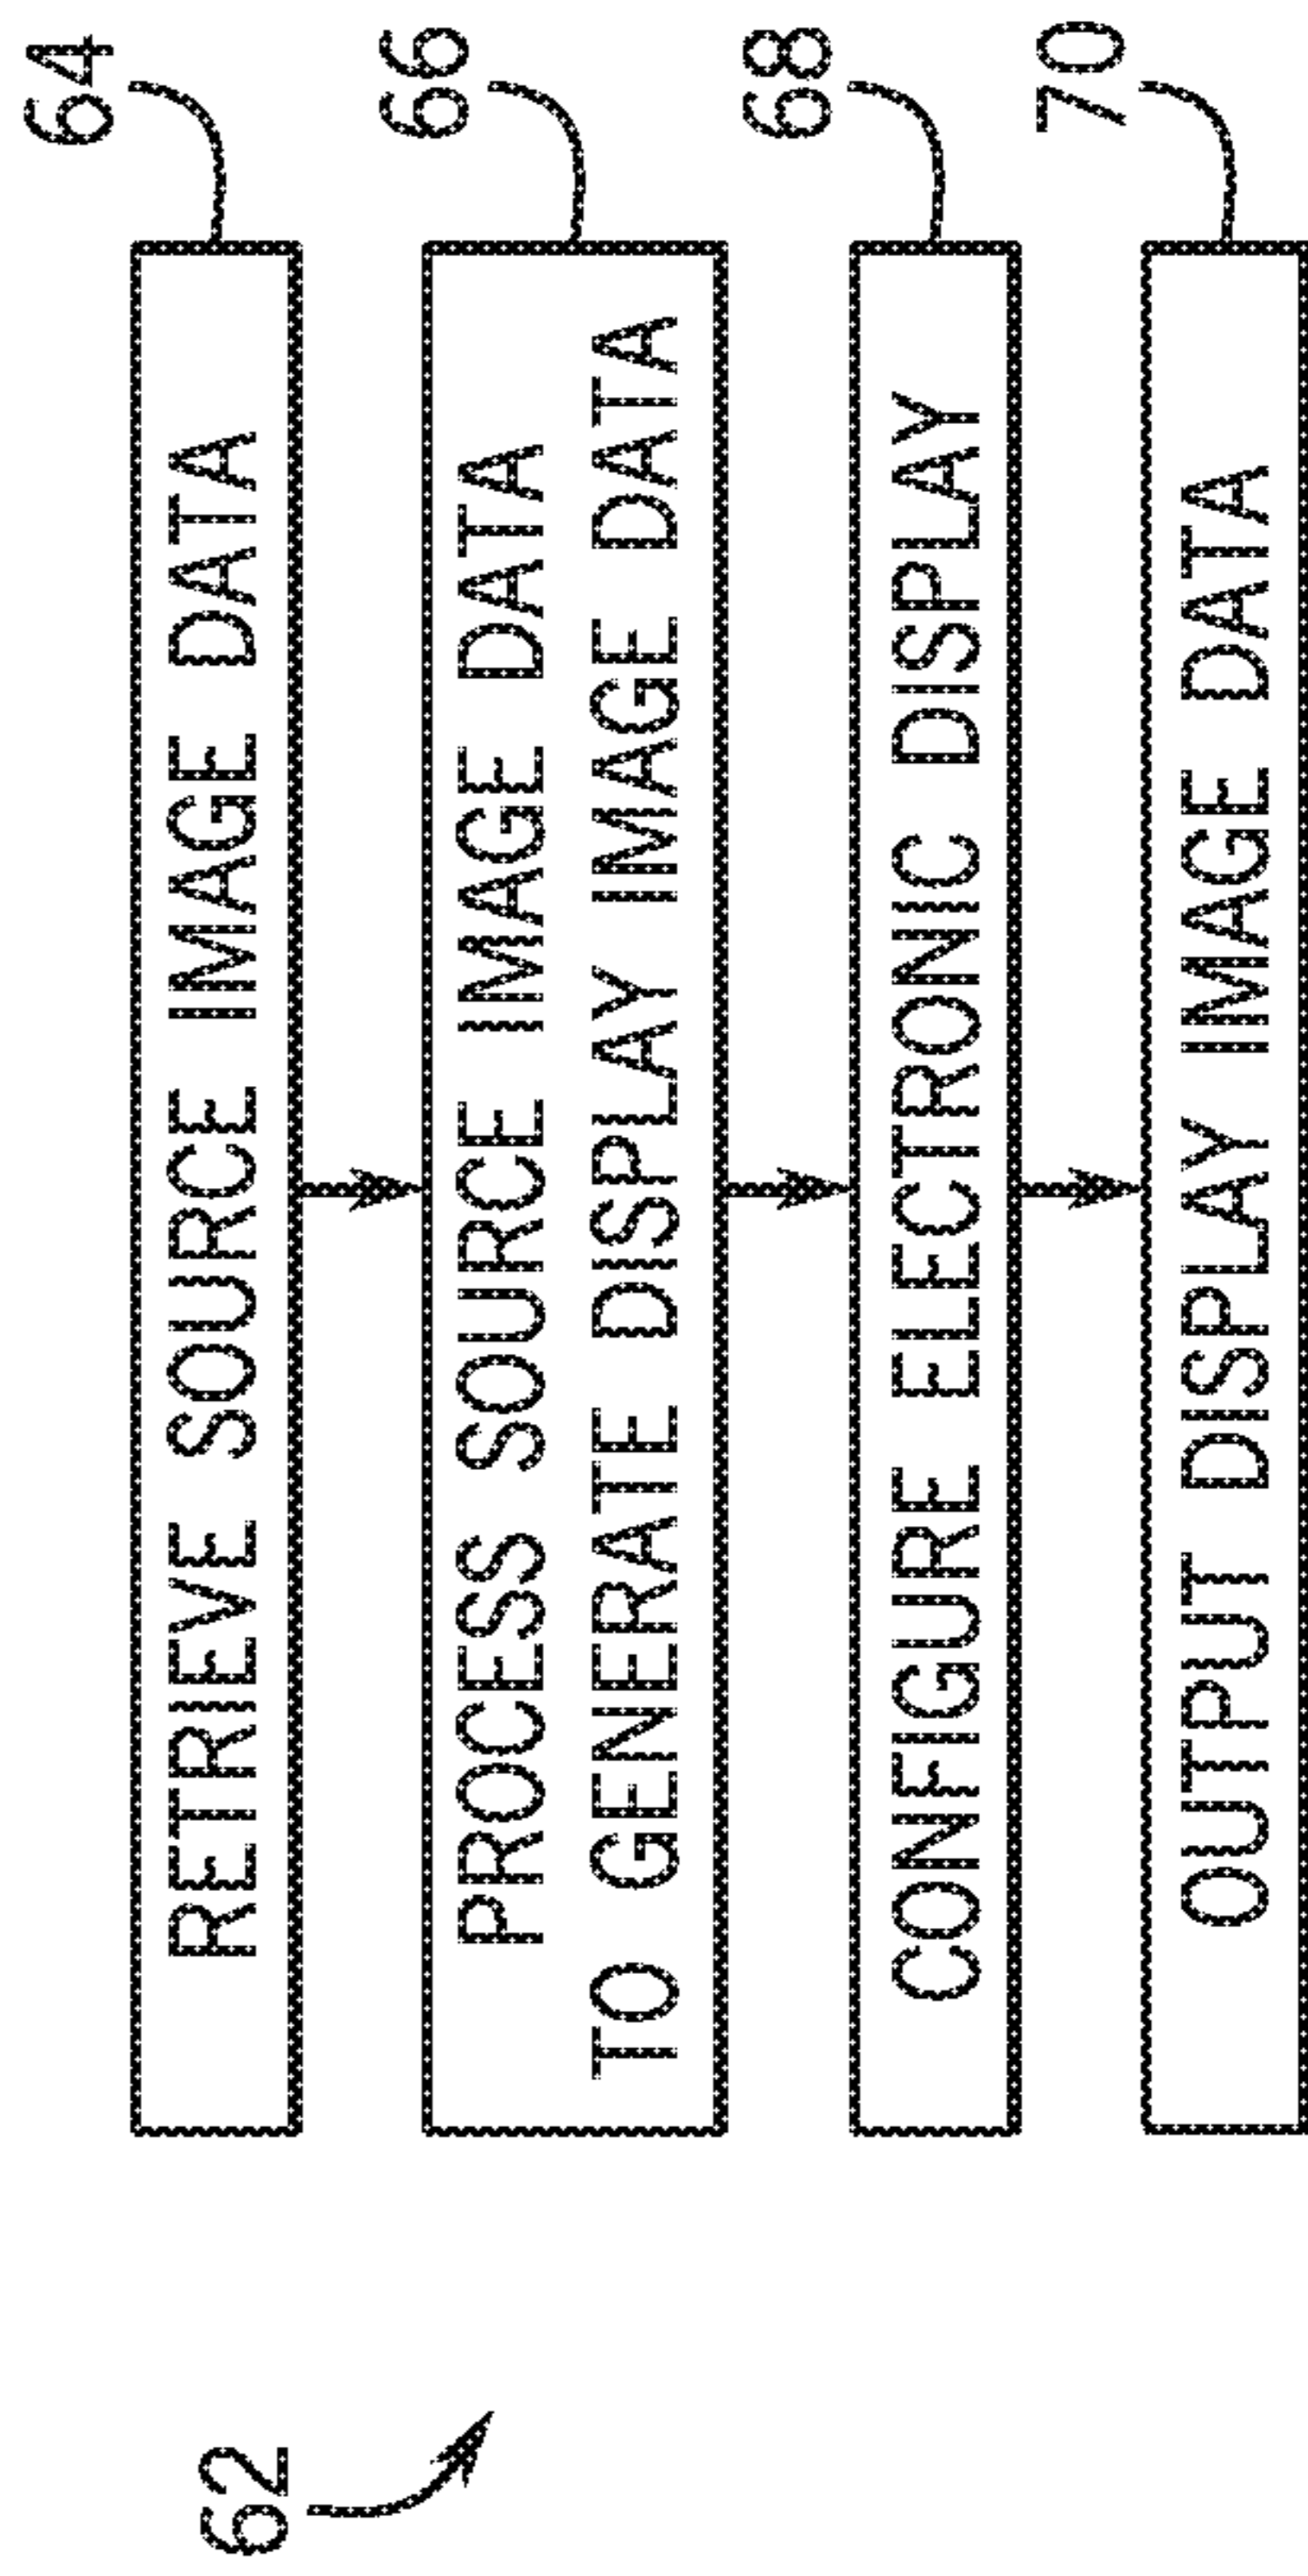 62
RETRIEVE SOURCE IMAGE DATA
64
PROCESS SOURCE IMAGE DATA
TO GENERATE DISPLAY IMAGE DATA
66
CONFIGURE ELECTRONIC DISPLAY
68
OUTPUT DISPLAY IMAGE DATA
70